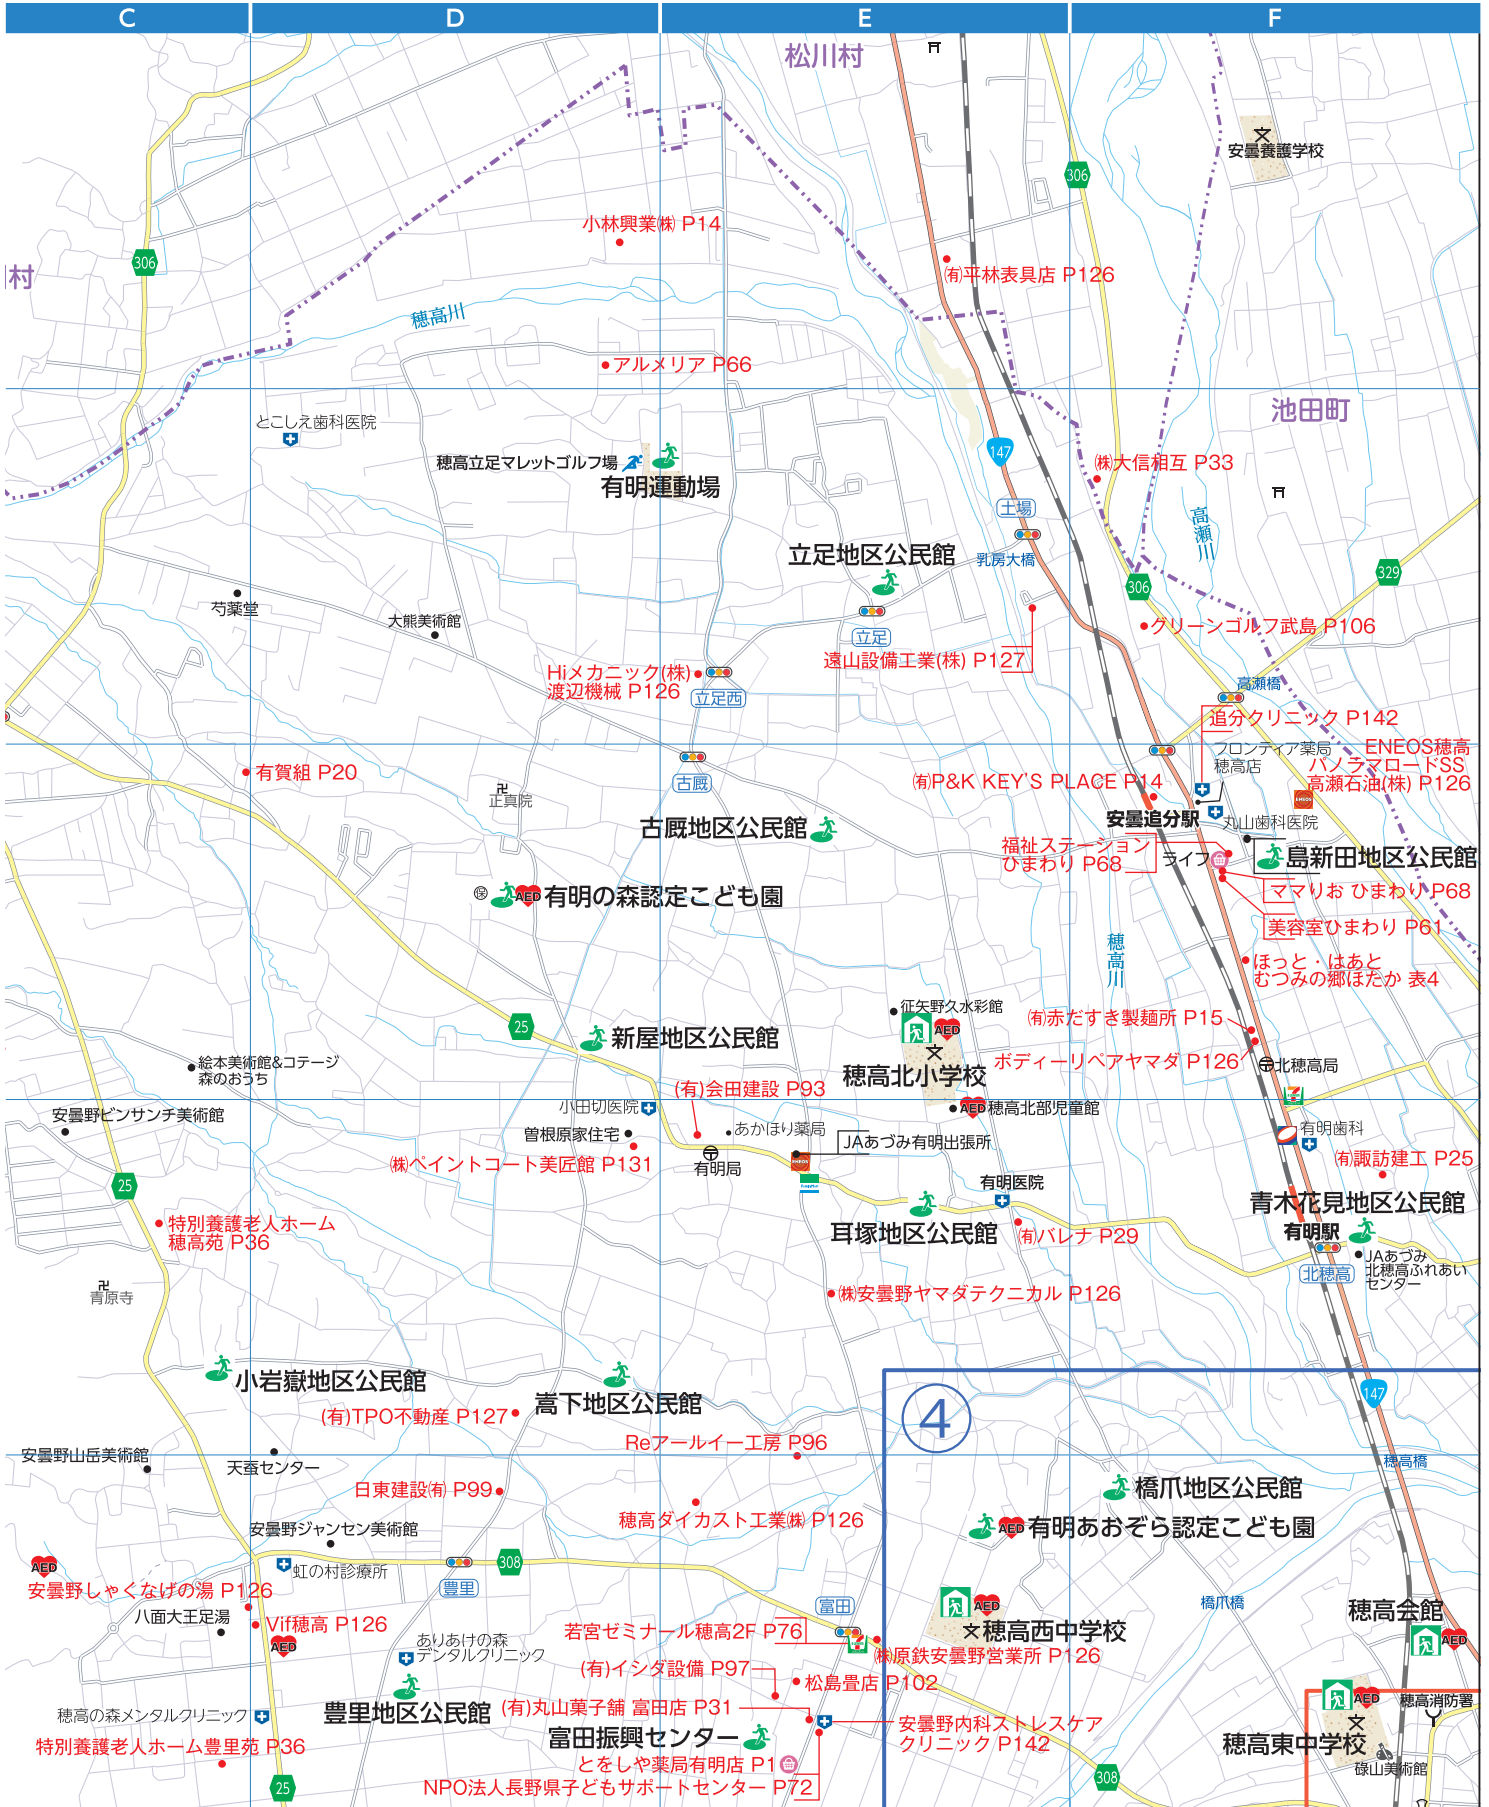 C
D
E
F
松川村
安曇養護学校
306
小林興業㈱ P14
306
村
㈲平林表具店 P126
穂高川
アルメリア P66
池田町
とこしえ歯科医院
147
穂高立足マレットゴルフ場
㈱大信相互 P33
有明運動場
土場
高瀬川
立足地区公民館
乳房大橋
329
306
芍薬堂
大熊美術館
立足
グリーンゴルフ武島 P106
遠山設備工業(株) P127
Hiメカニック(株)
渡辺機械 P126
立足西
高瀬橋
追分クリニック P142
フロンティア薬局
穂高店
ENEOS穂高
パノラマロードSS
高瀬石油(株) P126
有賀組 P20
古厩
㈲P&K KEY'S PLACE P14
正真院
安曇追分駅
丸山歯科医院
古厩地区公民館
福祉ステーション
ひまわり P68
ライフ
島新田地区公民館
保
AED
有明の森認定こども園
ママりお ひまわり P68
美容室ひまわり P61
穂高川
ほっと・はあと
むつみの郷ほたか 表4
征矢野久水彩館
㈲赤だすき製麺所 P15
25
AED
新屋地区公民館
ボディーリペアヤマダ P126
北穂高局
絵本美術館&コテージ
森のおうち
穂高北小学校
(有)会田建設 P93
小田切医院
AED
穂高北部児童館
安曇野ビンサンチ美術館
曽根原家住宅
あかほり薬局
JAあづみ有明出張所
有明歯科
㈱ペイントコート美匠館 P131
有明局
㈲諏訪建工 P25
25
有明医院
青木花見地区公民館
特別養護老人ホーム
穂高苑 P36
耳塚地区公民館
㈲バレナ P29
有明駅
JAあづみ
北穂高ふれあい
センター
北穂高
青原寺
㈱安曇野ヤマダテクニカル P126
小岩嶽地区公民館
嵩下地区公民館
147
④
(有)TPO不動産 P127
Reアールイー工房 P96
安曇野山岳美術館
天蚕センター
穂高橋
日東建設㈲ P99
橋爪地区公民館
穂高ダイカスト工業㈱ P126
AED
有明あおぞら認定こども園
安曇野ジャンセン美術館
308
AED
虹の村診療所
豊里
安曇野しゃくなげの湯 P126
富田
AED
橋爪橋
穂高会館
八面大王足湯
Vif穂高 P126
若宮ゼミナール穂高2F P76
穂高西中学校
AED
AED
ありあけの森
デンタルクリニック
㈱原鉄安曇野営業所 P126
(有)イシダ設備 P97
松島畳店 P102
穂高の森メンタルクリニック
豊里地区公民館
(有)丸山菓子舗 富田店 P31
AED
穂高消防署
安曇野内科ストレスケア
クリニック P142
富田振興センター
穂高東中学校
特別養護老人ホーム豊里苑 P36
とをしや薬局有明店 P1
碌山美術館
25
NPO法人長野県子どもサポートセンター P72
308